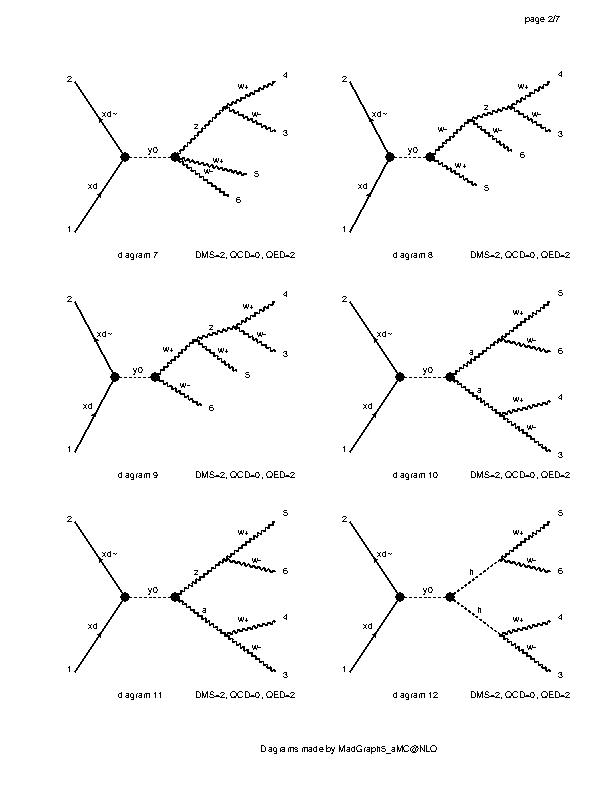 page 2/7
2
xd~
xd
1
y0
z
w+
w-
4
3
w+
w-
5
6
diagram 7 DMS=2, QCD=0, QED=2
2
xd~
xd
1
y0
w-
z
w+
w-
4
3
w-
6
w+
5
diagram 8 DMS=2, QCD=0, QED=2
2
xd~
xd
1
y0
w+
z
w+
w-
4
3
w+
5
w-
6
diagram 9 DMS=2, QCD=0, QED=2
2
xd~
xd
1
y0
a
w+
w-
5
6
a
w+
w-
4
3
diagram 10 DMS=2, QCD=0, QED=2
2
xd~
xd
1
y0
z
w+
w-
5
6
a
w+
w-
4
3
diagram 11 DMS=2, QCD=0, QED=2
2
xd~
xd
1
y0
h
w+
w-
5
6
h
w+
w-
4
3
diagram 12 DMS=2, QCD=0, QED=2
Diagrams made by MadGraph5_aMC@NLO